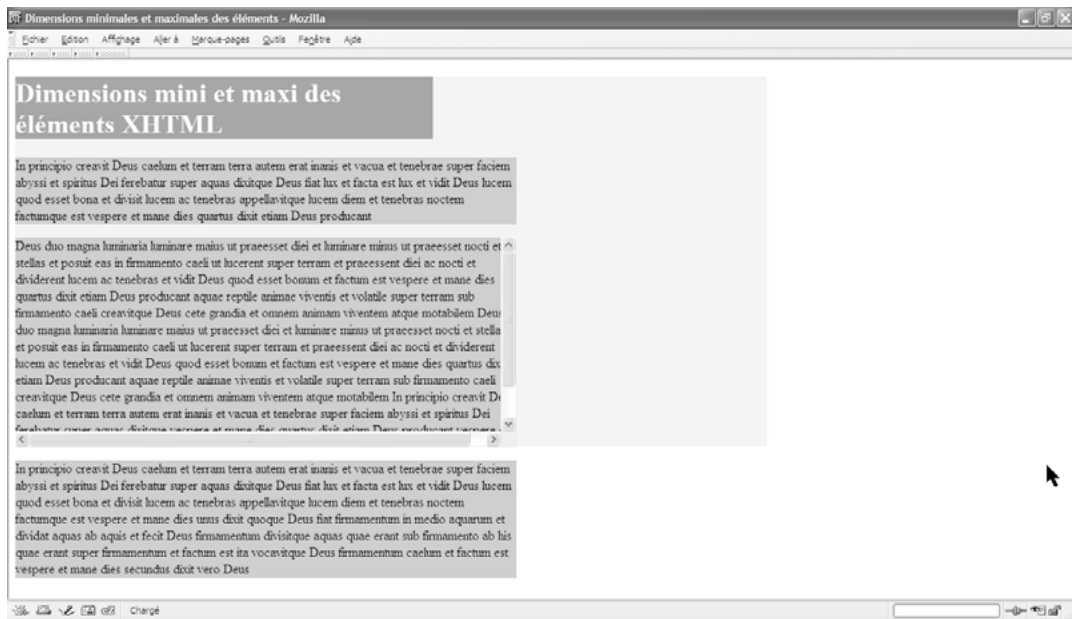 Dimensions minimales et maximales des éléments - Mozilla
Fichier Edition Affichage Aller à Marque-pages Outils Fenêtre Aide
Dimensions mini et maxi des
éléments XHTML
In principio creavit Deus caelum et terram terra autem erat inanis et vacua et tenebrae super faciem
abyssi et spiritus Dei ferebatur super aquas dixitque Deus fiat lux et facta est lux et vidit Deus lucem
quod esset bona et divisit lucem ac tenebras appellavitque lucem diem et tenebras noctem
factumque est vespere et mane dies quartus dixit etiam Deus producant
Deus duo magna luminaria luminare maius ut praeesset diei et luminare minus ut praeesset nocti et
stellas et posuit eas in firmamento caeli ut lucerent super terram et praeessent diei ac nocti et
dividerent lucem ac tenebras et vidit Deus quod esset bonum et factum est vespere et mane dies
quartus dixit etiam Deus producant aquae reptile animae viventis et volatile super terram sub
firmamento caeli creavitque Deus cete grandia et omnem animam viventem atque motabilem Deus
duo magna luminaria luminare maius ut praeesset diei et luminare minus ut praeesset nocti et stella
et posuit eas in firmamento caeli ut lucerent super terram et praeessent diei ac nocti et dividerent
lucem ac tenebras et vidit Deus quod esset bonum et factum est vespere et mane dies quartus dix
etiam Deus producant aquae reptile animae viventis et volatile super terram sub firmamento caeli
creavitque Deus cete grandia et omnem animam viventem atque motabilem In principio creavit De
caelum et terram terra autem erat inanis et vacua et tenebrae super faciem abyssi et spiritus Dei
ferebatur super aquas dixitque vespere et mane dies quartus dixit etiam Deus producant vespere
In principio creavit Deus caelum et terram terra autem erat inanis et vacua et tenebrae super faciem
abyssi et spiritus Dei ferebatur super aquas dixitque Deus fiat lux et facta est lux et vidit Deus lucem
quod esset bona et divisit lucem ac tenebras appellavitque lucem diem et tenebras noctem
factumque est vespere et mane dies unus dixit quoque Deus fiat firmamentum in medio aquarum et
dividat aquas ab aquis et fecit Deus firmamentum divisitque aquas quae erant sub firmamento ab his
quae erant super firmamentum et factum est ita vocavitque Deus firmamentum caelum et factum est
vespere et mane dies secundus dixit vero Deus
Chargé